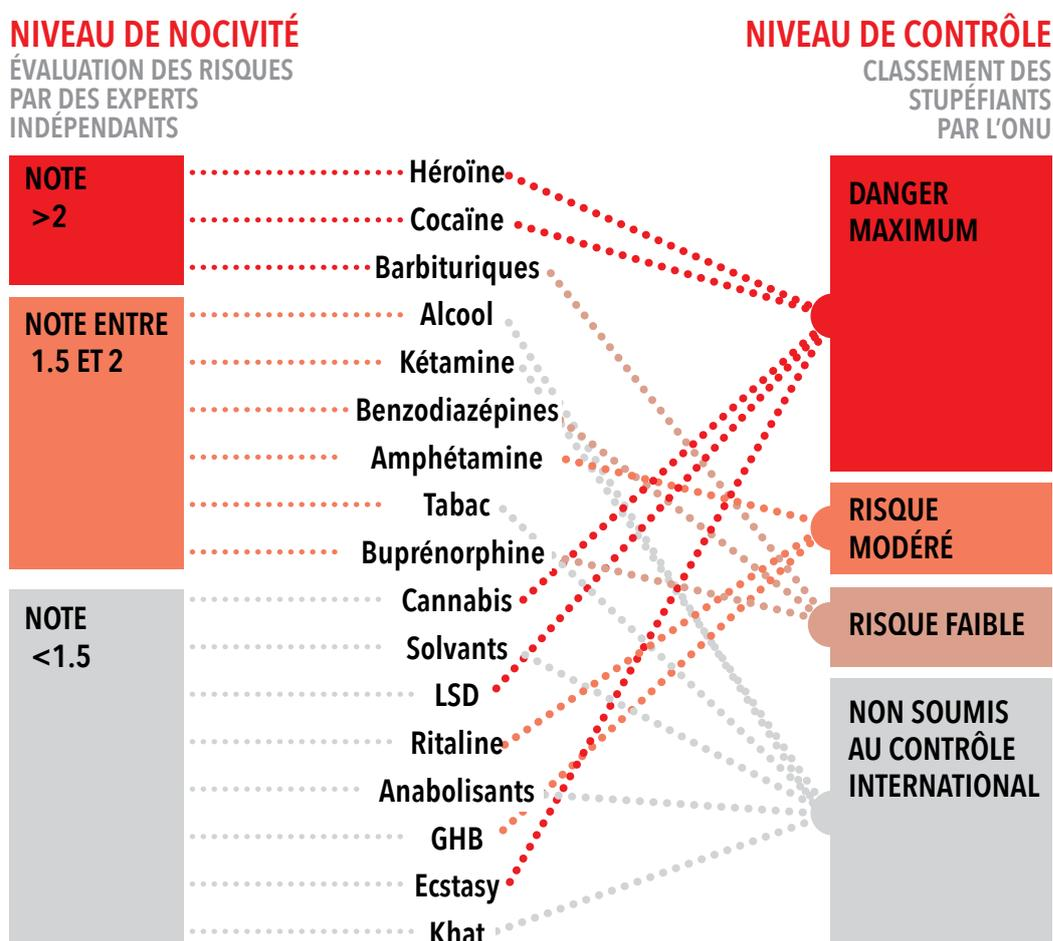 NIVEAU DE NOCIVITÉ
ÉVALUATION DES RISQUES
PAR DES EXPERTS
INDÉPENDANTS
NIVEAU DE CONTRÔLE
CLASSEMENT DES
STUPÉFIANTS
PAR L'ONU
NOTE
>2
NOTE ENTRE
1.5 ET 2
NOTE
<1.5
Héroïne
Cocaïne
Barbituriques
Alcool
Kétamine
Benzodiazépines
Amphétamine
Tabac
Buprénorphine
Cannabis
Solvants
LSD
Ritaline
Anabolisants
GHB
Ecstasy
Khat
DANGER
MAXIMUM
RISQUE
MODÉRÉ
RISQUE FAIBLE
NON SOUMIS
AU CONTRÔLE
INTERNATIONAL